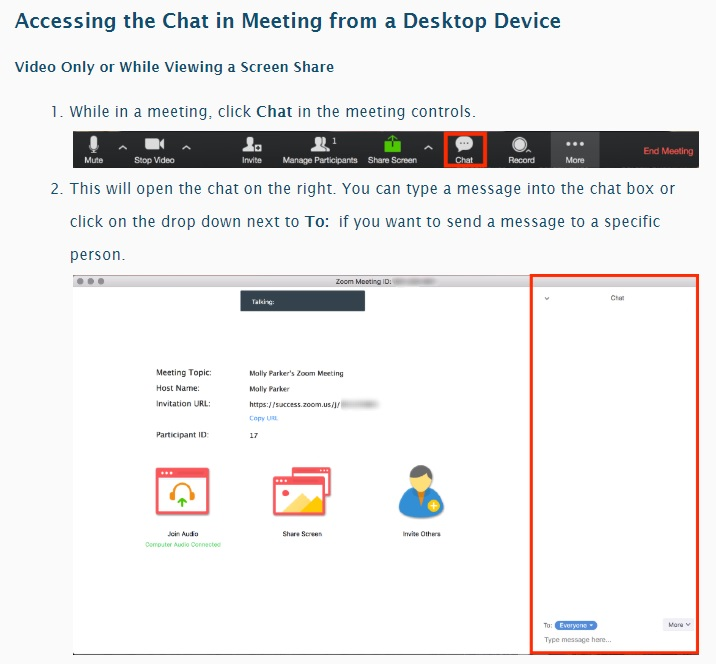 Accessing the Chat in Meeting from a Desktop Device
Video Only or While Viewing a Screen Share
1. While in a meeting, click Chat in the meeting controls.
1
Mute Stop Video Invite Manage Participants Share Screen Chat Record More End Meeting
2. This will open the chat on the right. You can type a message into the chat box or
click on the drop down next to To: if you want to send a message to a specific
person.
Zoom Meeting ID:
Talking:
Chat
Meeting Topic: Molly Parker's Zoom Meeting
Host Name: Molly Parker
Invitation URL: https://success.zoom.us/j/
Copy URL
Participant ID: 17
Join Audio Share Screen Invite Others
Computer Audio Connected
To: Everyone More
Type message here...